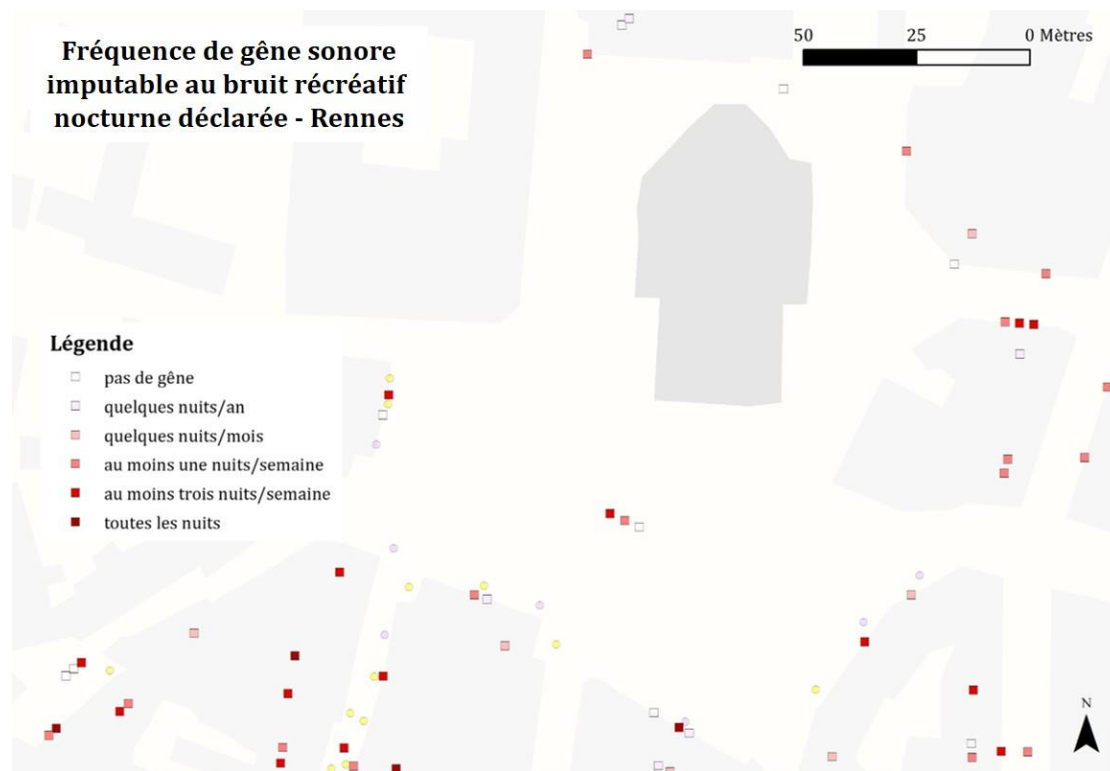 Fréquence de gêne sonore
imputable au bruit récréatif
nocturne déclarée - Rennes
50 25 0 Mètres
Légende
pas de gêne
quelques nuits/an
quelques nuits/mois
au moins une nuits/semaine
au moins trois nuits/semaine
toutes les nuits
N